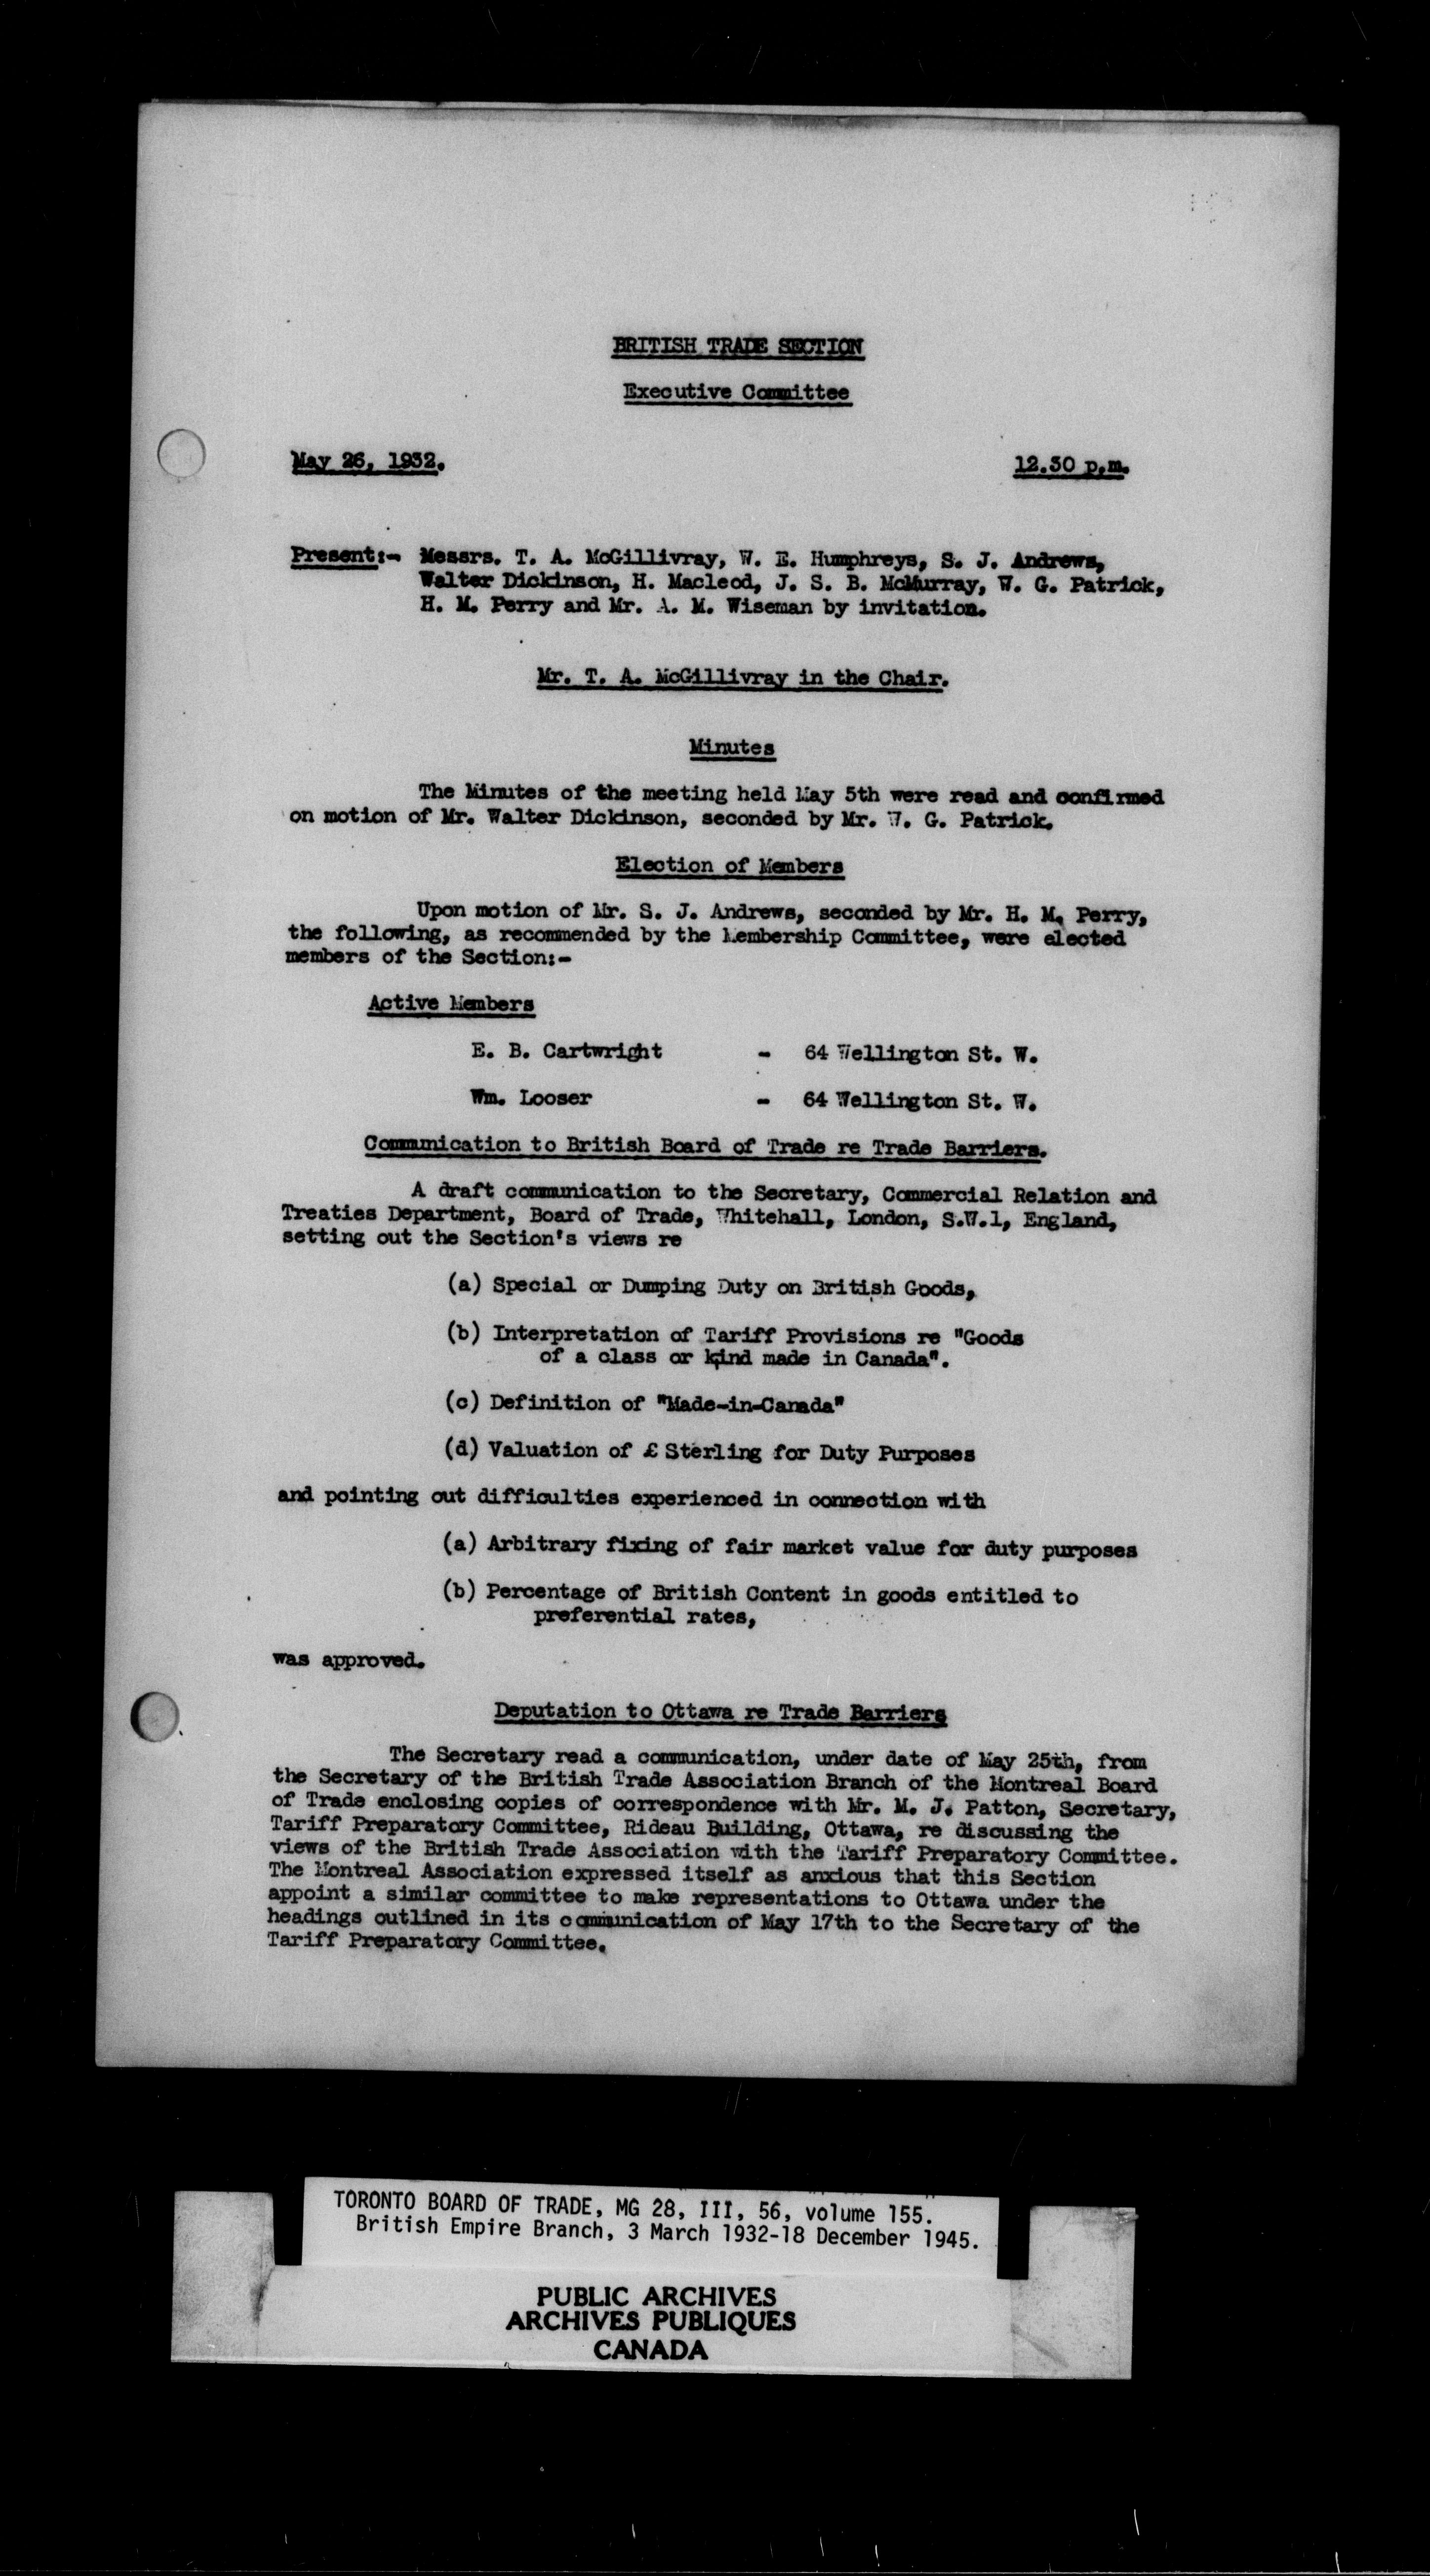 BRITISH TRADE SECTION
Executive Committee
May 26, 1932.
12.30 p.m.
Present:- Messrs. T. A. McGillivray, W. E. Humphreys, S. J. Andrews,
Walter Dickinson, H. Macleod, J. S. B. McMurray, W. G. Patrick,
H. M. Perry and Mr. A. M. Wiseman by invitation.
Mr. T. A. McGillivray in the Chair.
Minutes
The Minutes of the meeting held May 5th were read and confirmed
on motion of Mr. Walter Dickinson, seconded by Mr. W. G. Patrick.
Election of Members
Upon motion of Mr. S. J. Andrews, seconded by Mr. H. M. Perry,
the following, as recommended by the Membership Committee, were elected
members of the Section:-
Active Members
E. B. Cartwright - 64 Wellington St. W.
Wm. Looser - 64 Wellington St. W.
Communication to British Board of Trade re Trade Barriers.
A draft communication to the Secretary, Commercial Relation and
Treaties Department, Board of Trade, Whitehall, London, S.W.1, England,
setting out the Section's views re
(a) Special or Dumping Duty on British Goods,
(b) Interpretation of Tariff Provisions re "Goods
of a class or kind made in Canada".
(c) Definition of "Made-in-Canada"
(d) Valuation of £ Sterling for Duty Purposes
and pointing out difficulties experienced in connection with
(a) Arbitrary fixing of fair market value for duty purposes
(b) Percentage of British Content in goods entitled to
preferential rates,
was approved.
Deputation to Ottawa re Trade Barriers
The Secretary read a communication, under date of May 25th, from
the Secretary of the British Trade Association Branch of the Montreal Board
of Trade enclosing copies of correspondence with Mr. M. J. Patton, Secretary,
Tariff Preparatory Committee, Rideau Building, Ottawa, re discussing the
views of the British Trade Association with the Tariff Preparatory Committee.
The Montreal Association expressed itself as anxious that this Section
appoint a similar committee to make representations to Ottawa under the
headings outlined in its communication of May 17th to the Secretary of the
Tariff Preparatory Committee.
TORONTO BOARD OF TRADE, MG 28, III, 56, volume 155.
British Empire Branch, 3 March 1932-18 December 1945.
PUBLIC ARCHIVES
ARCHIVES PUBLIQUES
CANADA